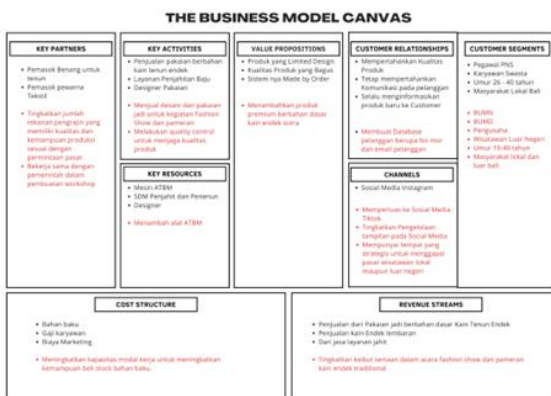 THE BUSINESS MODEL CANVAS
KEY PARTNERS
• Pemasok Benang untuk
tenun
• Pemasok pewarna
Tekstil
• Tingkatkan jumlah
rekanan pengrajin yang
memiliki kualitas dan
kemampuan produksi
sesuai dengan
permintaan pasar.
• Bekerja sama dengan
pemerintah dalam
pembuatan workshop
KEY ACTIVITIES
• Penjualan pakaian berbahan
kain tenun endek
• Layanan Penjahitan Baju
• Designer Pakaian
• Menjual desain dan pakaian
jadi untuk kegiatan Fashion
Show dan pameran
• Melakukan quality control
untuk menjaga kualitas
produk
KEY RESOURCES
• Mesin ATBM
• SDM Penjahit dan Penenun
• Designer
• Menambah alat ATBM
VALUE PROPOSITIONS
• Produk yang Limited Design
• Kualitas Produk yang Bagus
• Sistem nya Made by Order
• Menambahkan produk
premium berbahan dasar
kain endek sutra
CUSTOMER RELATIONSHIPS
• Mempertahankan Kualitas
Produk
• Tetap mempertahankan
Komunikasi pada pelanggan
• Selalu menginformasikan
produk baru ke Customer
• Membuat Database
pelanggan berupa No mor
dan email pelanggan
CHANNELS
• Sosial Media Instagram
• Memperluas ke Sosial Media
Tiktok
• Tingkatkan Pengelolaan
tampilan pada Social Media
• Mempunyai tempat yang
strategis untuk menggapai
pasar wisatawan lokal
maupun luar negeri
CUSTOMER SEGMENTS
• Pegawai PNS
• Karyawan Swasta
• Umur 26 - 40 tahun
• Masyarakat Lokal Bali
• BUMN
• BUMD
• Pengusaha
• Wisatawan Luar Negeri
• Umur 19-40 tahun
• Masyarakat lokal dan
luar bali
COST STRUCTURE
• Bahan baku
• Gaji karyawan
• Biaya Marketing
• Meningkatkan kapasitas modal kerja untuk meningkatkan
kemampuan beli stock bahan baku.
REVENUE STREAMS
• Penjualan dari Pakaian jadi berbahan dasar Kain Tenun Endek
• Penjualan kain Endek lembaran
• Dari jasa layanan jahit
• Tingkatkan keikut sertaan dalam acara fashion show dan pameran
kain endek traditional